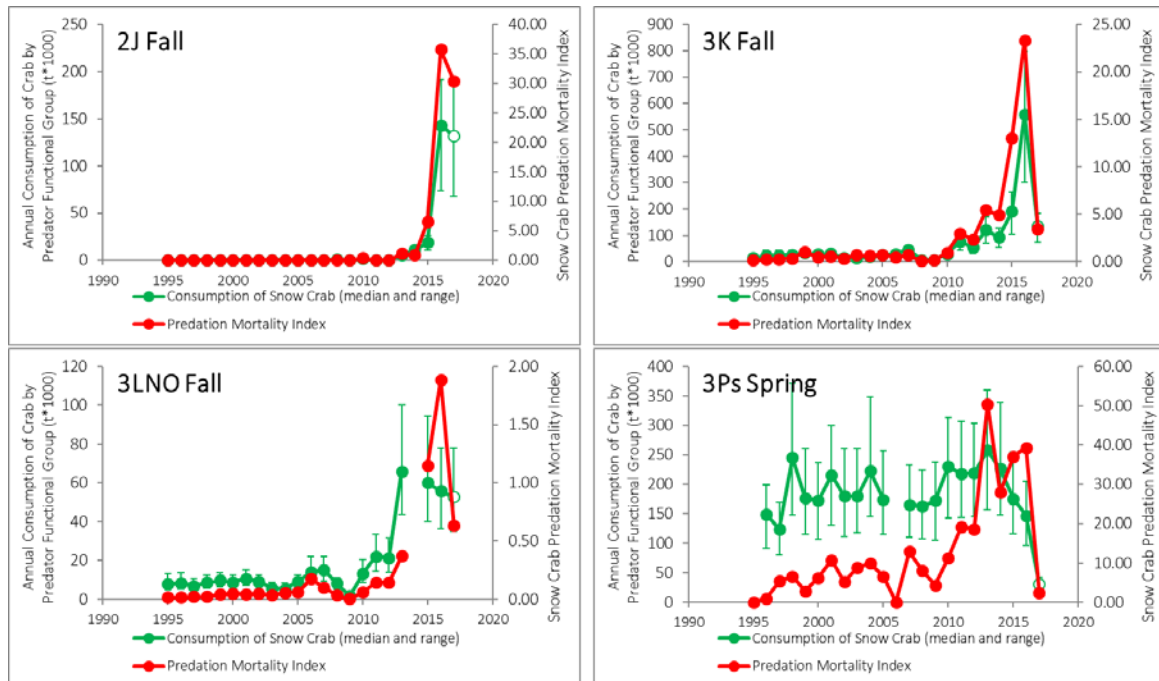 2J Fall
Annual Consumption of Crab by
Predator Functional Group (t*1000)
250
200
150
100
50
0
40.00
35.00
30.00
25.00
20.00
15.00
10.00
5.00
0.00
Snow Crab Predation Mortality Index
1990 1995 2000 2005 2010 2015 2020
Consumption of Snow Crab (median and range)
Predation Mortality Index
3K Fall
Annual Consumption of Crab by
Predator Functional Group (t*1000)
900
800
700
600
500
400
300
200
100
0
25.00
20.00
15.00
10.00
5.00
0.00
Snow Crab Predation Mortality Index
1990 1995 2000 2005 2010 2015 2020
Consumption of Snow Crab (median and range)
Predation Mortality Index
3LNO Fall
Annual Consumption of Crab by
Predator Functional Group (t*1000)
120
100
80
60
40
20
0
2.00
1.50
1.00
0.50
0.00
Snow Crab Predation Mortality Index
1990 1995 2000 2005 2010 2015 2020
Consumption of Snow Crab (median and range)
Predation Mortality Index
3Ps Spring
Annual Consumption of Crab by
Predator Functional Group (t*1000)
400
350
300
250
200
150
100
50
0
60.00
50.00
40.00
30.00
20.00
10.00
0.00
Snow Crab Predation Mortality Index
1990 1995 2000 2005 2010 2015 2020
Consumption of Snow Crab (median and range)
Predation Mortality Index